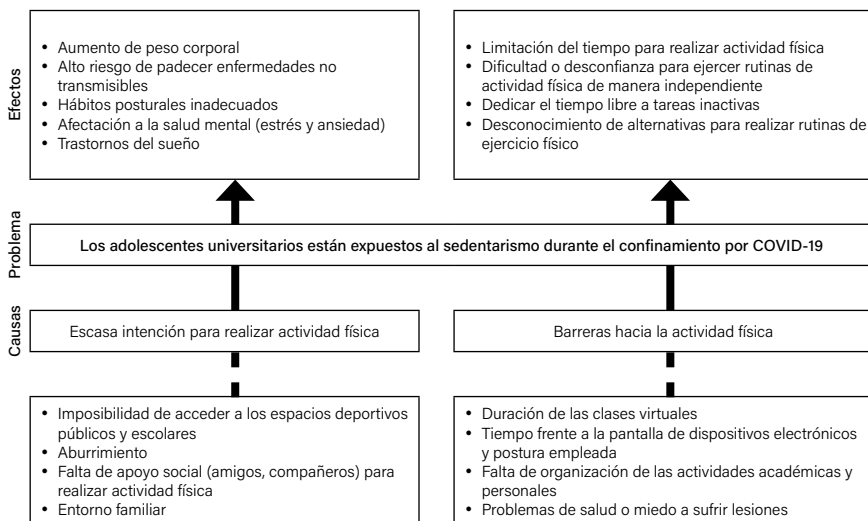 Efectos
• Aumento de peso corporal
• Alto riesgo de padecer enfermedades no
transmisibles
• Hábitos posturales inadecuados
• Afectación a la salud mental (estrés y ansiedad)
• Trastornos del sueño
• Limitación del tiempo para realizar actividad física
• Dificultad o desconfianza para ejercer rutinas de
actividad física de manera independiente
• Dedicar el tiempo libre a tareas inactivas
• Desconocimiento de alternativas para realizar rutinas de
ejercicio físico
Problema
Los adolescentes universitarios están expuestos al sedentarismo durante el confinamiento por COVID-19
Causas
Escasa intención para realizar actividad física
Barreras hacia la actividad física
• Imposibilidad de acceder a los espacios deportivos
públicos y escolares
• Aburrimiento
• Falta de apoyo social (amigos, compañeros) para
realizar actividad física
• Entorno familiar
• Duración de las clases virtuales
• Tiempo frente a la pantalla de dispositivos electrónicos
y postura empleada
• Falta de organización de las actividades académicas y
personales
• Problemas de salud o miedo a sufrir lesiones